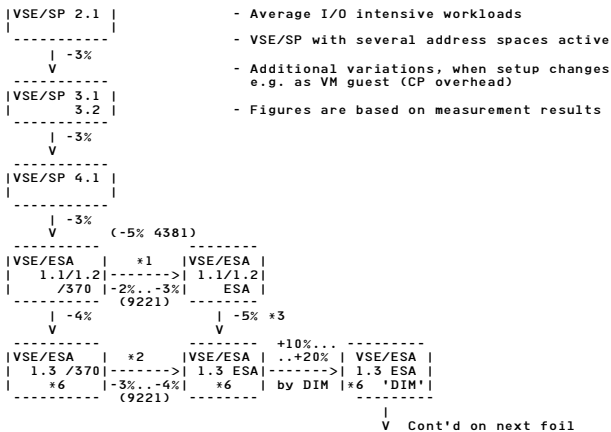 |VSE/SP 2.1 | - Average I/O intensive workloads
| |
----------- - VSE/SP with several address spaces active
| -3%
V - Additional variations, when setup changes
----------- e.g. as VM guest (CP overhead)
|VSE/SP 3.1 |
| 3.2 | - Figures are based on measurement results
-----------
| -3%
V
-----------
|VSE/SP 4.1 |
| |
-----------
| -3%
V (-5% 4381)
---------- --------
|VSE/ESA | *1 |VSE/ESA |
| 1.1/1.2|------->| 1.1/1.2|
| /370 |-2%..-3%| ESA |
---------- (9221) --------
| -4% | -5% *3
V V
---------- -------- +10%... ---------
|VSE/ESA | *2 |VSE/ESA | ..+20% | VSE/ESA |
| 1.3 /370|------->| 1.3 ESA|------->| 1.3 ESA |
| *6 |-3%..-4%| *6 | by DIM |*6 'DIM'|
---------- (9221) -------- ---------
|
V Cont'd on next foil